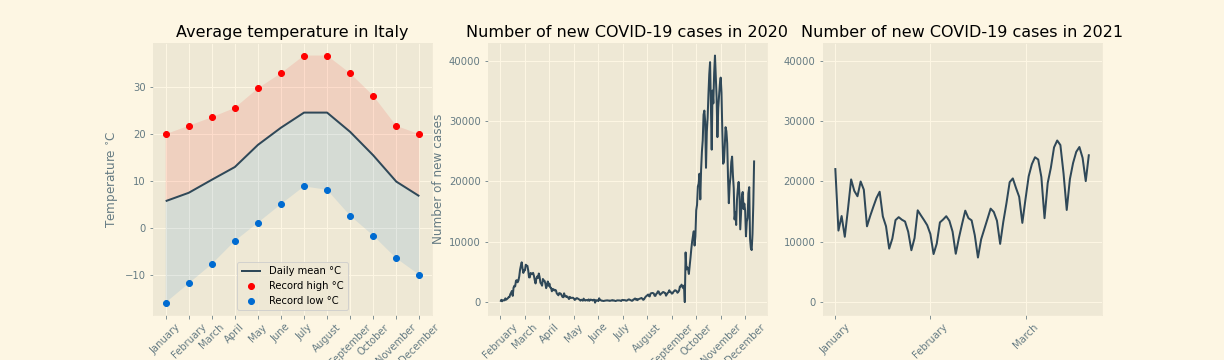 Average temperature in Italy
Number of new COVID-19 cases in 2020
Number of new COVID-19 cases in 2021
Temperature °C
30
20
10
0
−10
Daily mean °C
Record high °C
Record low °C
January
February
March
April
May
June
July
August
September
October
November
December
Number of new cases
40000
30000
20000
10000
0
February
March
April
May
June
July
August
September
October
November
December
40000
30000
20000
10000
0
January
February
March